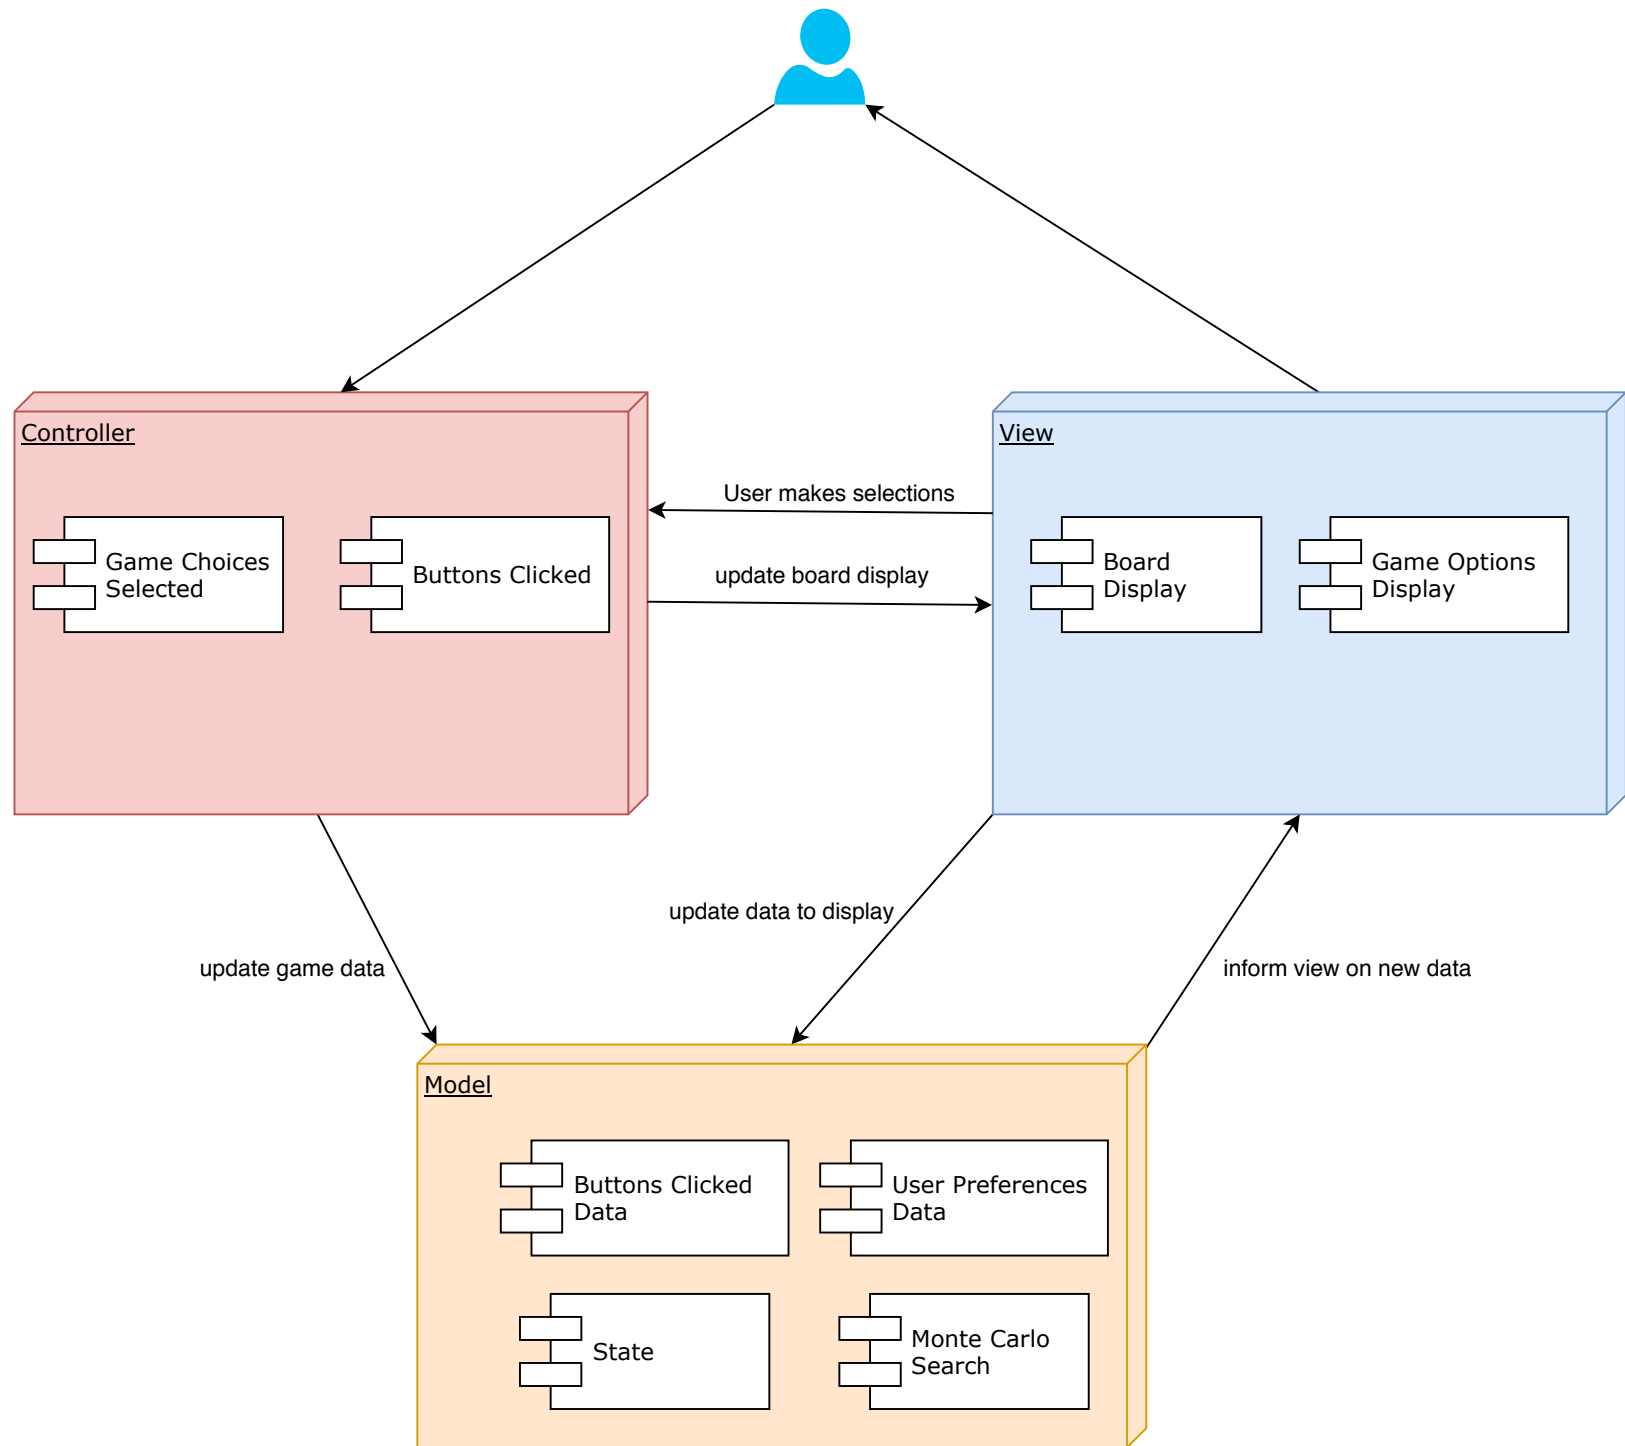 Controller
Game Choices
Selected
Buttons Clicked
User makes selections
update board display
View
Board
Display
Game Options
Display
update data to display
update game data
inform view on new data
Model
Buttons Clicked
Data
User Preferences
Data
State
Monte Carlo
Search